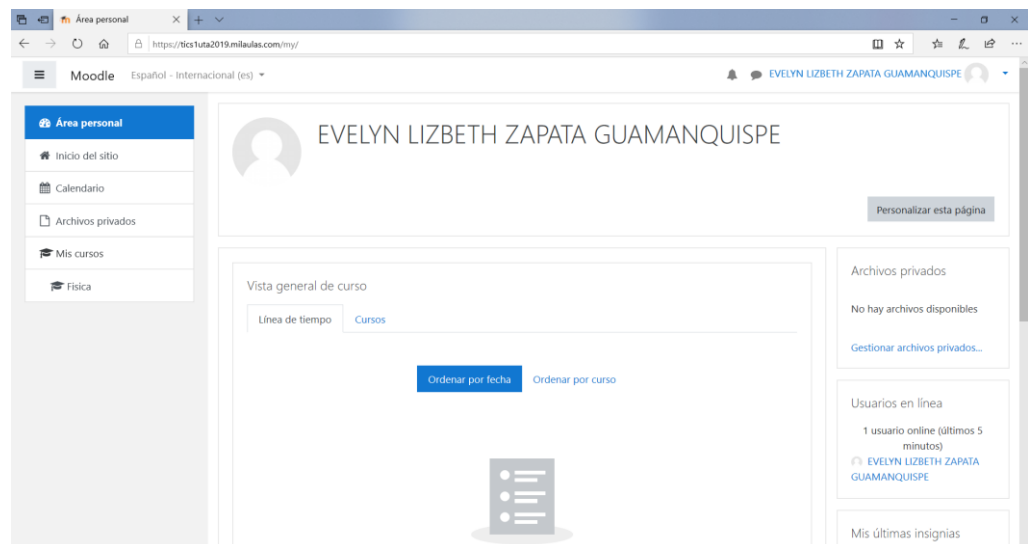 Área personal
https://tics1uta2019.milaulas.com/my/
Moodle Español - Internacional (es)
EVELYN LIZBETH ZAPATA GUAMANQUISPE
Área personal
Inicio del sitio
Calendario
Archivos privados
Mis cursos
Fisica
EVELYN LIZBETH ZAPATA GUAMANQUISPE
Personalizar esta página
Vista general de curso
Línea de tiempo Cursos
Ordenar por fecha Ordenar por curso
Archivos privados
No hay archivos disponibles
Gestionar archivos privados...
Usuarios en línea
1 usuario online (últimos 5
minutos)
EVELYN LIZBETH ZAPATA
GUAMANQUISPE
Mis últimas insignias